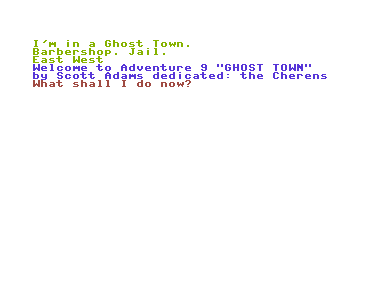 I'm in a Ghost Town.
Barbershop. Jail.
East West
Welcome to Adventure 9 "GHOST TOWN"
by Scott Adams dedicated: the Cherens
What shall I do now?